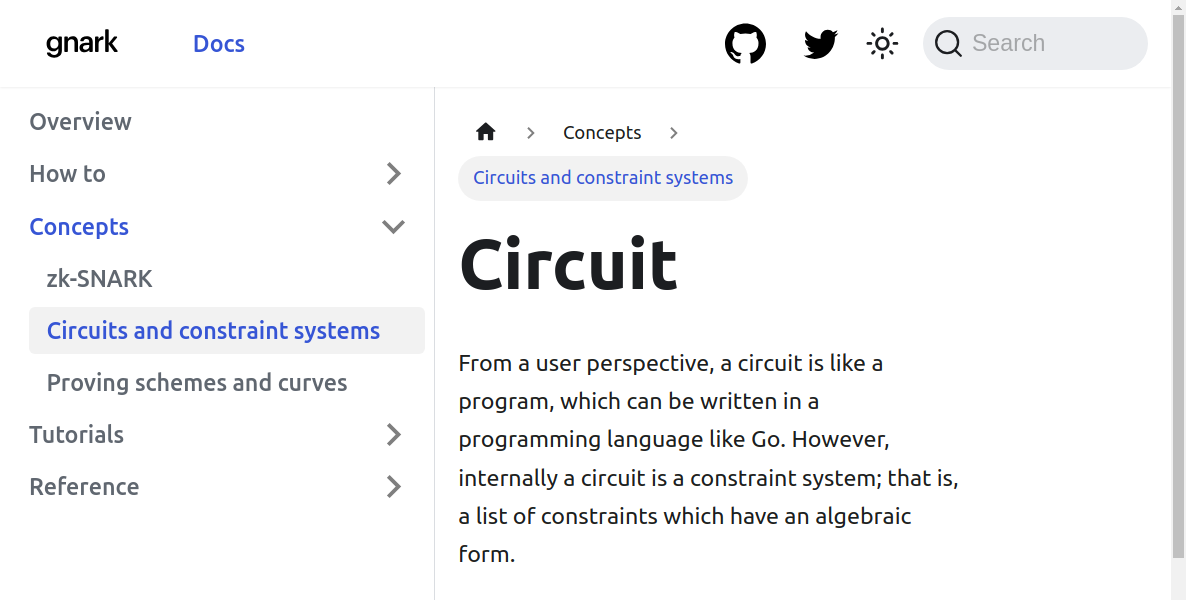 gnark
Docs
Search
Overview
How to
Concepts
zk-SNARK
Circuits and constraint systems
Proving schemes and curves
Tutorials
Reference
Concepts
Circuits and constraint systems
Circuit
From a user perspective, a circuit is like a
program, which can be written in a
programming language like Go. However,
internally a circuit is a constraint system; that is,
a list of constraints which have an algebraic
form.